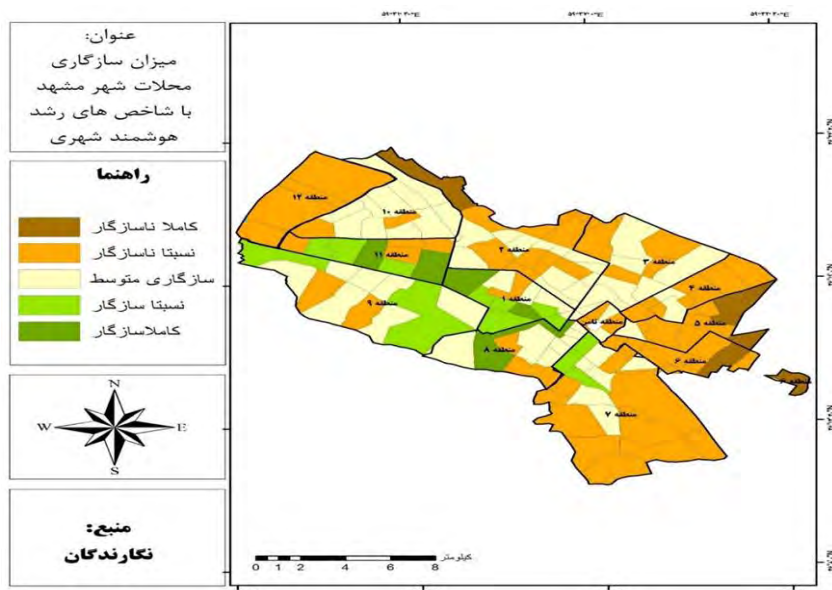 عنوان:
میزان سازگاری
محلات شهر مشهد
با شاخص های رشد
هوشمند شهری
راهنما
کاملا ناسازگار
نسبتا ناسازگار
سازگاری متوسط
نسبتا سازگار
کاملاسازگار
N
W E
S
منبع:
نگارندگان
منطقه ۱۲
منطقه ۱۰
منطقه ۲
منطقه ۳
منطقه ۱۱
منطقه ۴
منطقه ۹
منطقه ۱
منطقه ثامن
منطقه ۵
منطقه ۸
منطقه ۶
منطقه ۷
0 1 2 4 6 8 کیلومتر